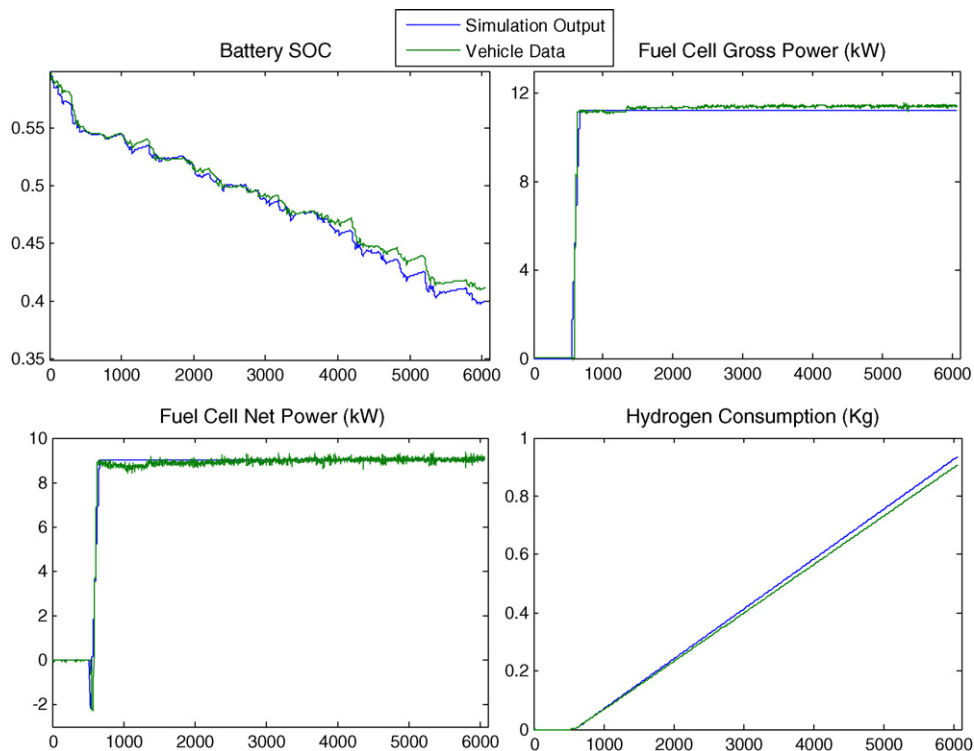 Simulation Output
Vehicle Data
Battery SOC
0.55
0.5
0.45
0.4
0.35
0 1000 2000 3000 4000 5000 6000
Fuel Cell Gross Power (kW)
12
8
4
0
0 1000 2000 3000 4000 5000 6000
Fuel Cell Net Power (kW)
10
8
6
4
2
0
-2
0 1000 2000 3000 4000 5000 6000
Hydrogen Consumption (Kg)
1
0.8
0.6
0.4
0.2
0
0 1000 2000 3000 4000 5000 6000